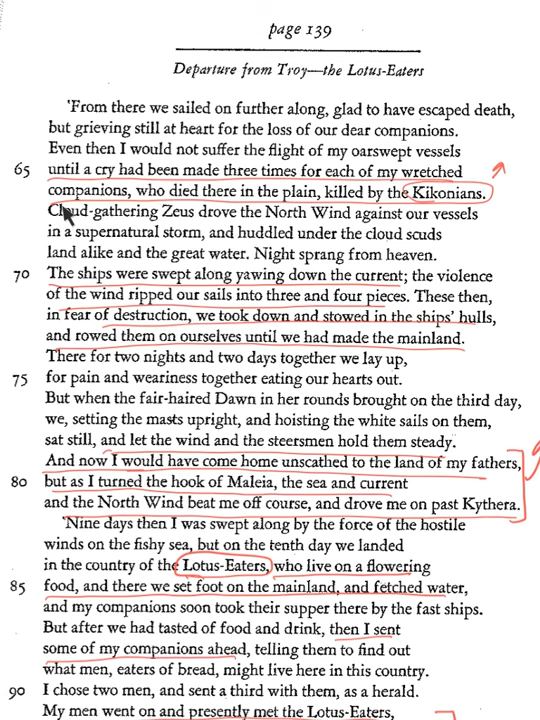 page 139
Departure from Troy—the Lotus-Eaters
'From there we sailed on further along, glad to have escaped death,
but grieving still at heart for the loss of our dear companions.
Even then I would not suffer the flight of my oarswept vessels
65 until a cry had been made three times for each of my wretched
companions, who died there in the plain, killed by the Kikonians.
Cloud-gathering Zeus drove the North Wind against our vessels
in a supernatural storm, and huddled under the cloud scuds
land alike and the great water. Night sprang from heaven.
70 The ships were swept along yawing down the current; the violence
of the wind ripped our sails into three and four pieces. These then,
in fear of destruction, we took down and stowed in the ships' hulls,
and rowed them on ourselves until we had made the mainland.
There for two nights and two days together we lay up,
75 for pain and weariness together eating our hearts out.
But when the fair-haired Dawn in her rounds brought on the third day,
we, setting the masts upright, and hoisting the white sails on them,
sat still, and let the wind and the steersmen hold them steady.
And now I would have come home unscathed to the land of my fathers,
80 but as I turned the hook of Maleia, the sea and current
and the North Wind beat me off course, and drove me on past Kythera.
'Nine days then I was swept along by the force of the hostile
winds on the fishy sea, but on the tenth day we landed
in the country of the Lotus-Eaters, who live on a flowering
85 food, and there we set foot on the mainland, and fetched water,
and my companions soon took their supper there by the fast ships.
But after we had tasted of food and drink, then I sent
some of my companions ahead, telling them to find out
what men, eaters of bread, might live here in this country.
90 I chose two men, and sent a third with them, as a herald.
My men went on and presently met the Lotus-Eaters,